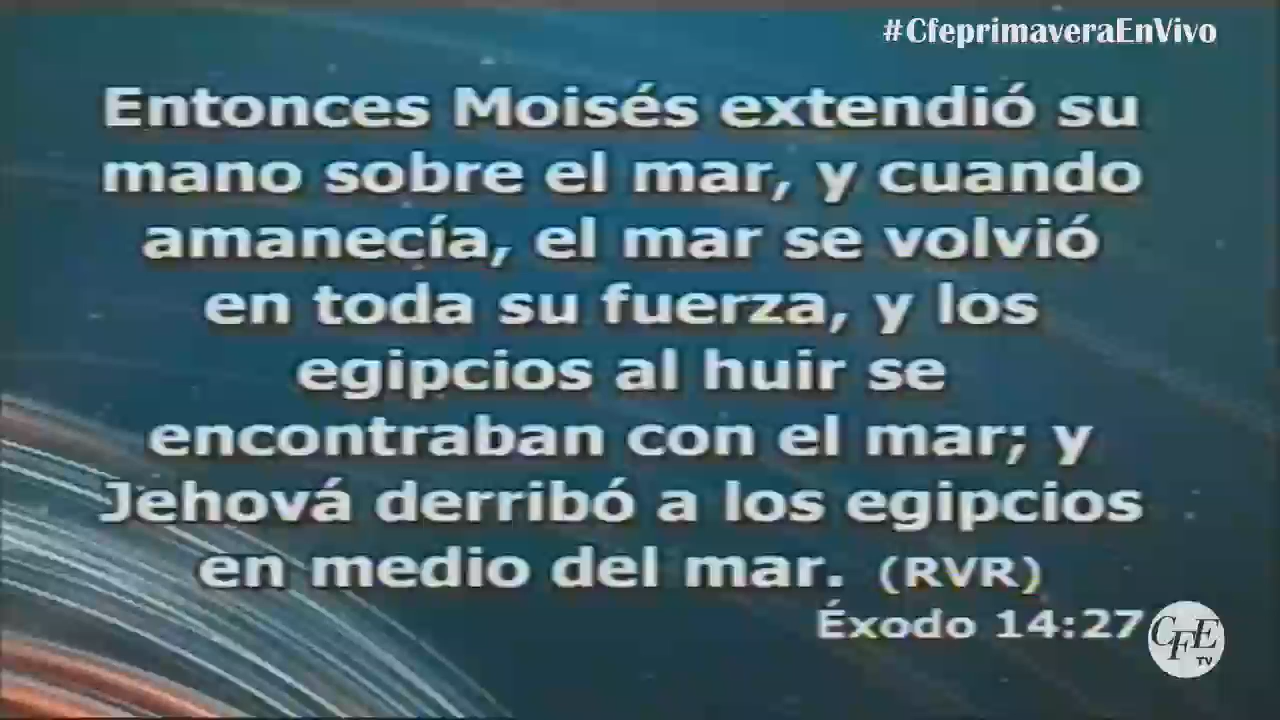 #CfeprimaveraEnVivo
Entonces Moisés extendió su
mano sobre el mar, y cuando
amanecía, el mar se volvió
en toda su fuerza, y los
egipcios al huir se
encontraban con el mar; y
Jehová derribó a los egipcios
en medio del mar. (RVR)
Éxodo 14:27
CFE
TV